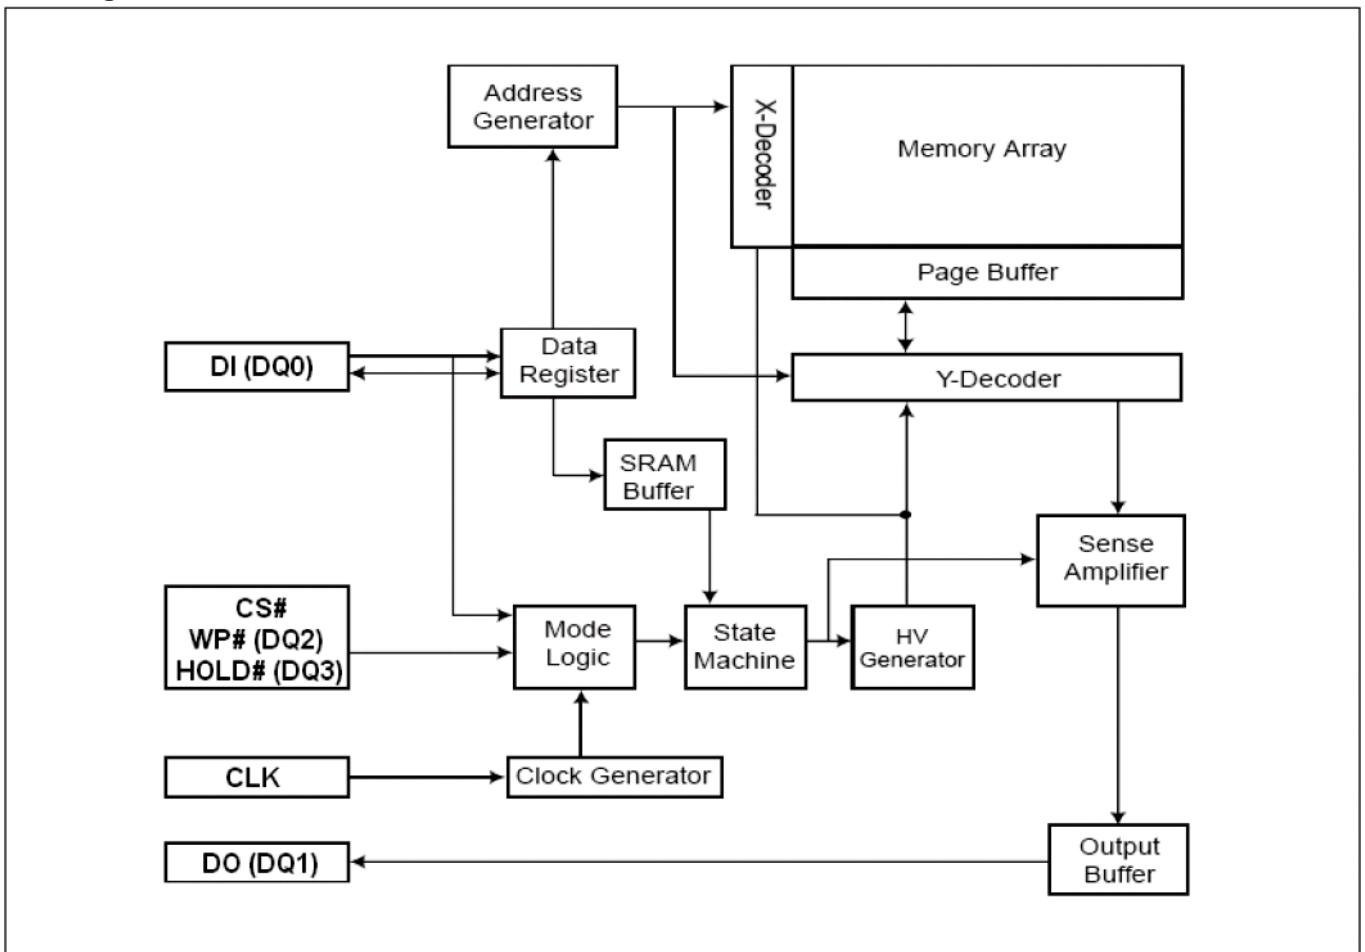 Address
Generator
X-Decoder
Memory Array
Page Buffer
DI (DQ0)
Data
Register
Y-Decoder
SRAM
Buffer
Sense
Amplifier
CS#
WP# (DQ2)
HOLD# (DQ3)
Mode
Logic
State
Machine
HV
Generator
CLK
Clock Generator
DO (DQ1)
Output
Buffer